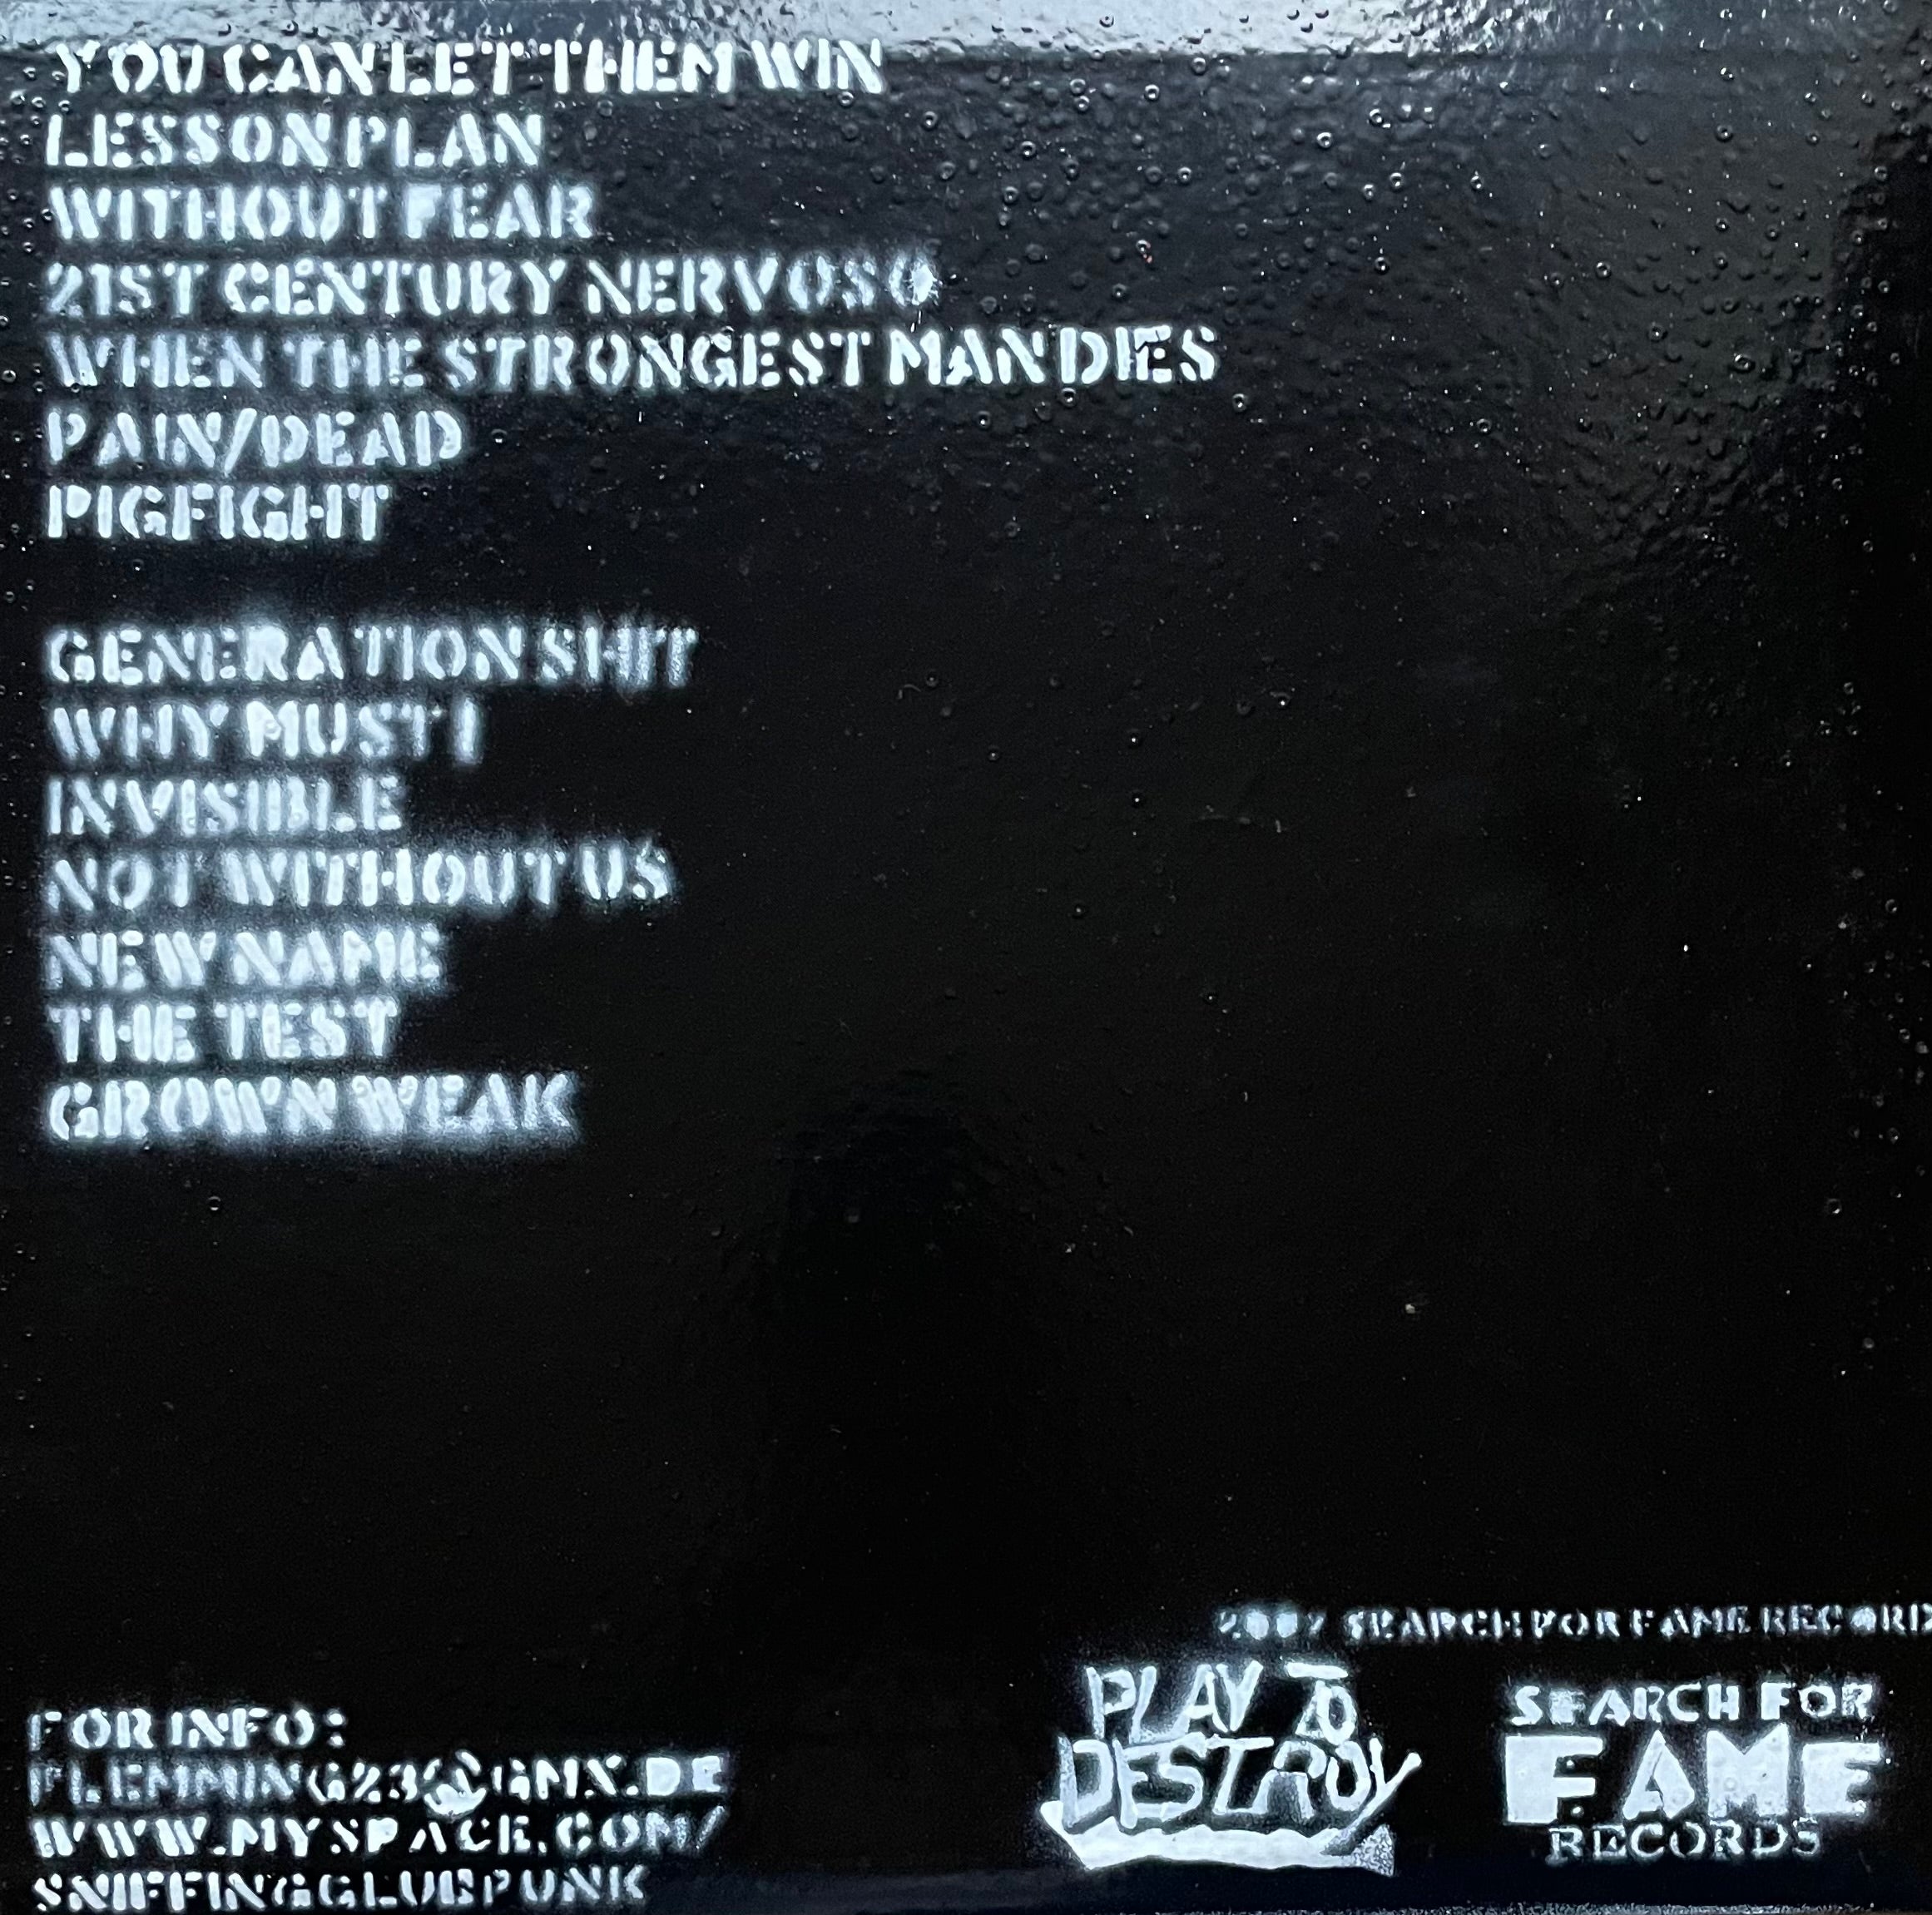 YOU CAN LET THEM WIN
LESSON PLAN
WITHOUT FEAR
21ST CENTURY NERVOSO
WHEN THE STRONGEST MAN DIES
PAIN/DEAD
PIGFIGHT
GENERATION SHIT
WHY MUST I
INVISIBLE
NOT WITHOUT US
NEW NAME
THE TEST
GROWN WEAK
2007 SEARCH FOR FAME RECORD
PLAY TO
DESTROY
SEARCH FOR
FAME
RECORDS
FOR INFO:
FLEMMING23@GMX.DE
WWW.MYSPACE.COM/
SNIFFINGGLUEPUNK